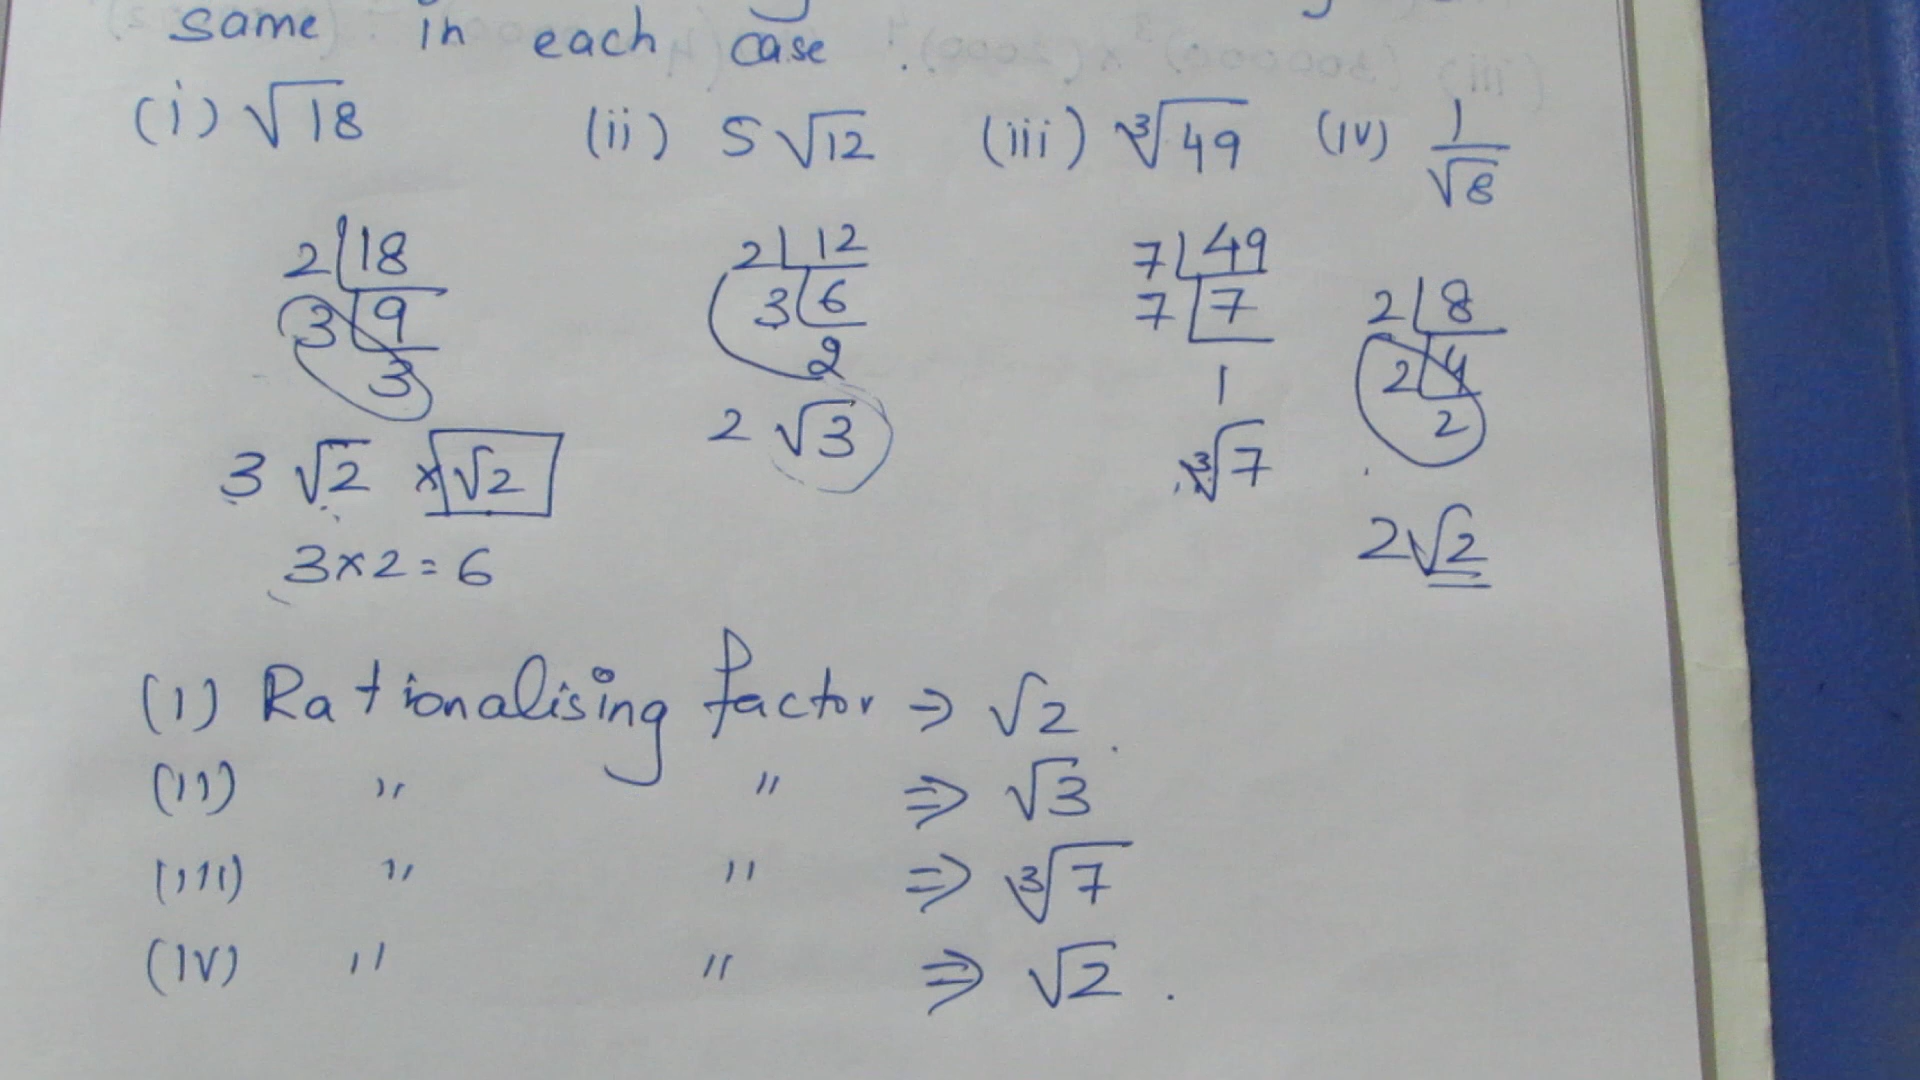 same in each case.
(i) √18 (ii) 5 √12 (iii) ∛49 (iv) 1/√8
2 | 18 2 | 12 7 | 49
3 | 9 3 | 6 7 | 7 2 | 8
3 2 1 2 | 4
2 √3 2
3 √2 × √2 ∛7
2√2
3×2=6
(i) Rationalising factor ⇒ √2.
(ii) " " ⇒ √3
(iii) " " ⇒ ∛7
(iv) " " ⇒ √2.